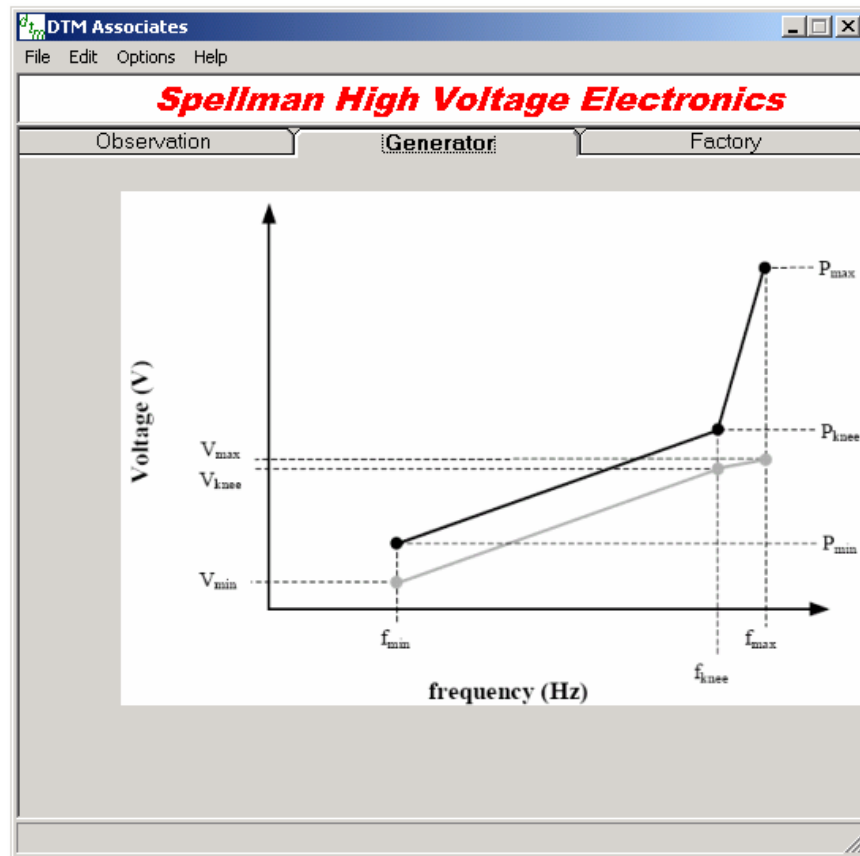 dtm DTM Associates
File Edit Options Help
Spellman High Voltage Electronics
Observation Generator Factory
Voltage (V)
Pmax
Pknee
Vmax
Vknee
Pmin
Vmin
fmin
fmax
fknee
frequency (Hz)